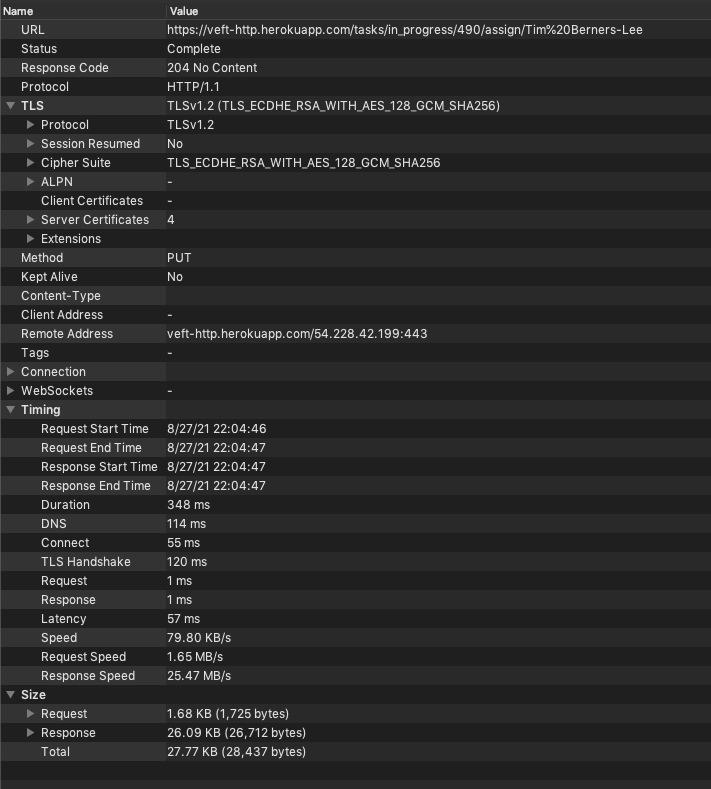 Name Value
URL https://veft-http.herokuapp.com/tasks/in_progress/490/assign/Tim%20Berners-Lee
Status Complete
Response Code 204 No Content
Protocol HTTP/1.1
TLS TLSv1.2 (TLS_ECDHE_RSA_WITH_AES_128_GCM_SHA256)
Protocol TLSv1.2
Session Resumed No
Cipher Suite TLS_ECDHE_RSA_WITH_AES_128_GCM_SHA256
ALPN -
Client Certificates -
Server Certificates 4
Extensions
Method PUT
Kept Alive No
Content-Type
Client Address -
Remote Address veft-http.herokuapp.com/54.228.42.199:443
Tags -
Connection
WebSockets -
Timing
Request Start Time 8/27/21 22:04:46
Request End Time 8/27/21 22:04:47
Response Start Time 8/27/21 22:04:47
Response End Time 8/27/21 22:04:47
Duration 348 ms
DNS 114 ms
Connect 55 ms
TLS Handshake 120 ms
Request 1 ms
Response 1 ms
Latency 57 ms
Speed 79.80 KB/s
Request Speed 1.65 MB/s
Response Speed 25.47 MB/s
Size
Request 1.68 KB (1,725 bytes)
Response 26.09 KB (26,712 bytes)
Total 27.77 KB (28,437 bytes)